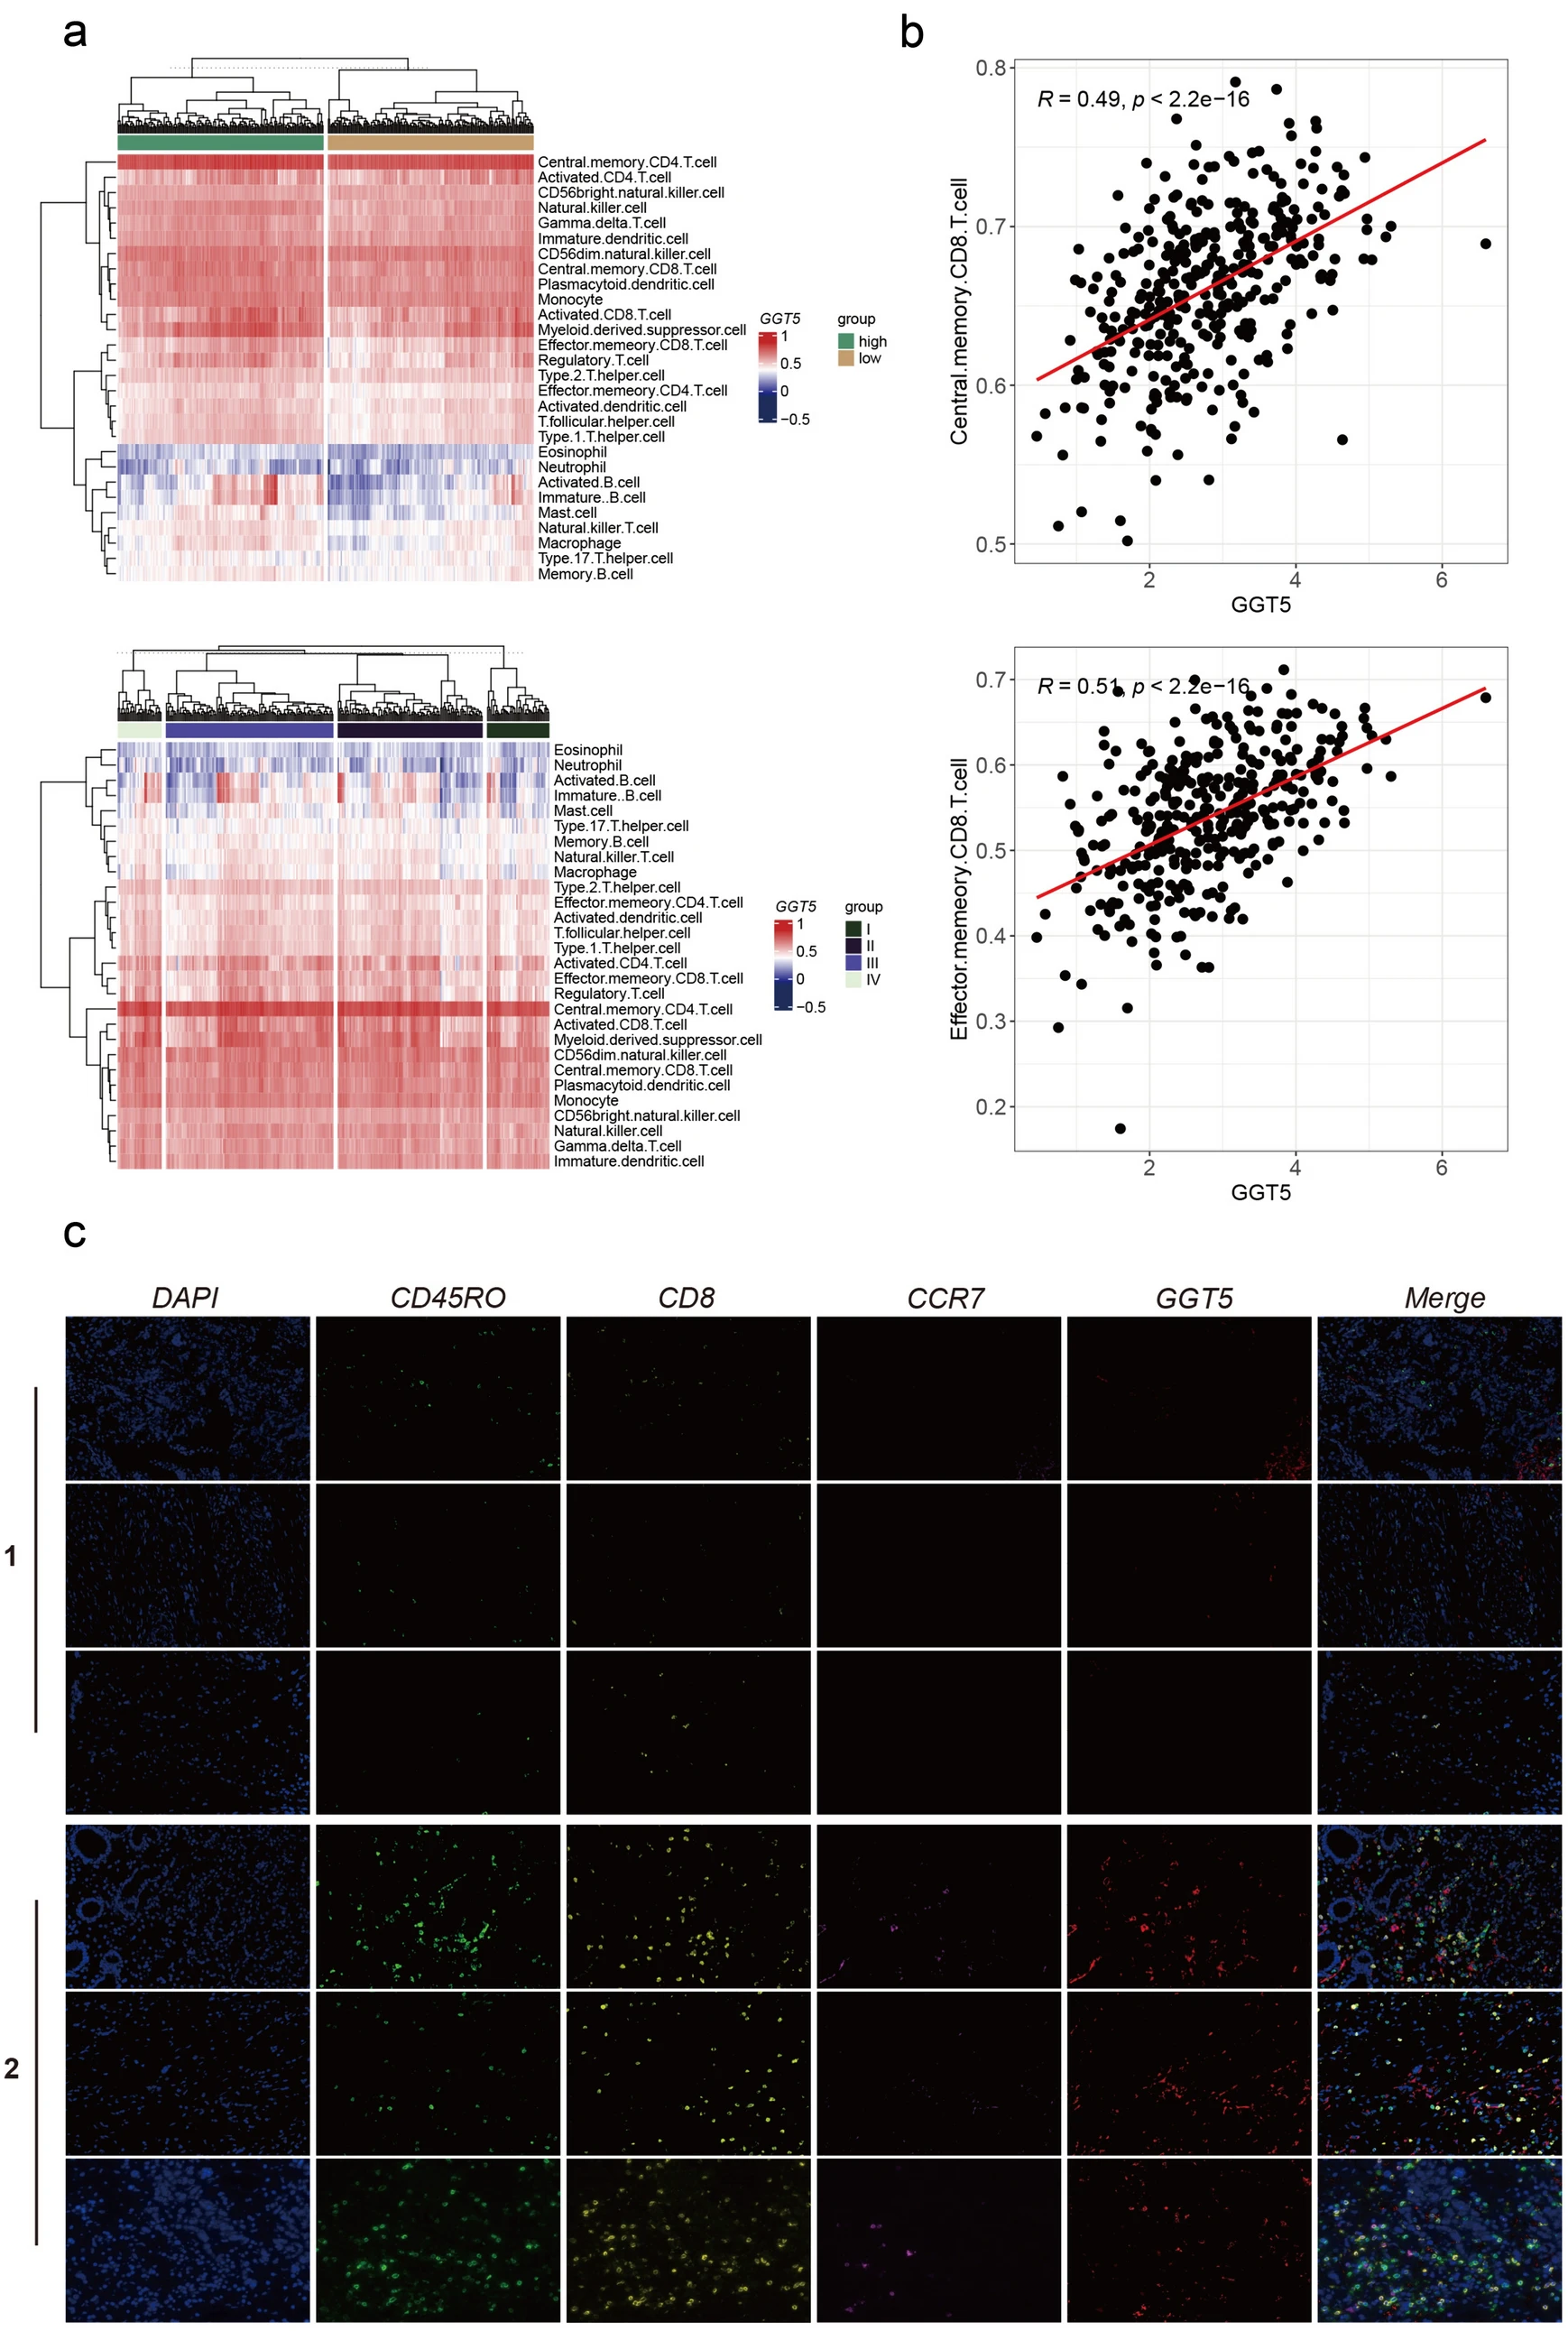 a
Central.memory.CD4.T.cell
Activated.CD4.T.cell
CD56bright.natural.killer.cell
Natural.killer.cell
Gamma.delta.T.cell
Immature.dendritic.cell
CD56dim.natural.killer.cell
Central.memory.CD8.T.cell
Plasmacytoid.dendritic.cell
Monocyte
Activated.CD8.T.cell
Myeloid.derived.suppressor.cell
Effector.memeory.CD8.T.cell
Regulatory.T.cell
Type.2.T.helper.cell
Effector.memeory.CD4.T.cell
Activated.dendritic.cell
T.follicular.helper.cell
Type.1.T.helper.cell
Eosinophil
Neutrophil
Activated.B.cell
Immature..B.cell
Mast.cell
Natural.killer.T.cell
Macrophage
Type.17.T.helper.cell
Memory.B.cell
GGT5
1
0.5
0
−0.5
group
high
low
Eosinophil
Neutrophil
Activated.B.cell
Immature..B.cell
Mast.cell
Type.17.T.helper.cell
Memory.B.cell
Natural.killer.T.cell
Macrophage
Type.2.T.helper.cell
Effector.memeory.CD4.T.cell
Activated.dendritic.cell
T.follicular.helper.cell
Type.1.T.helper.cell
Activated.CD4.T.cell
Effector.memeory.CD8.T.cell
Regulatory.T.cell
Central.memory.CD4.T.cell
Activated.CD8.T.cell
Myeloid.derived.suppressor.cell
CD56dim.natural.killer.cell
Central.memory.CD8.T.cell
Plasmacytoid.dendritic.cell
Monocyte
CD56bright.natural.killer.cell
Natural.killer.cell
Gamma.delta.T.cell
Immature.dendritic.cell
GGT5
1
0.5
0
−0.5
group
I
II
III
IV
b
R = 0.49, p < 2.2e−16
Central.memory.CD8.T.cell
0.8
0.7
0.6
0.5
2 4 6
GGT5
R = 0.51, p < 2.2e−16
Effector.memeory.CD8.T.cell
0.7
0.6
0.5
0.4
0.3
0.2
2 4 6
GGT5
c
DAPI CD45RO CD8 CCR7 GGT5 Merge
1
2